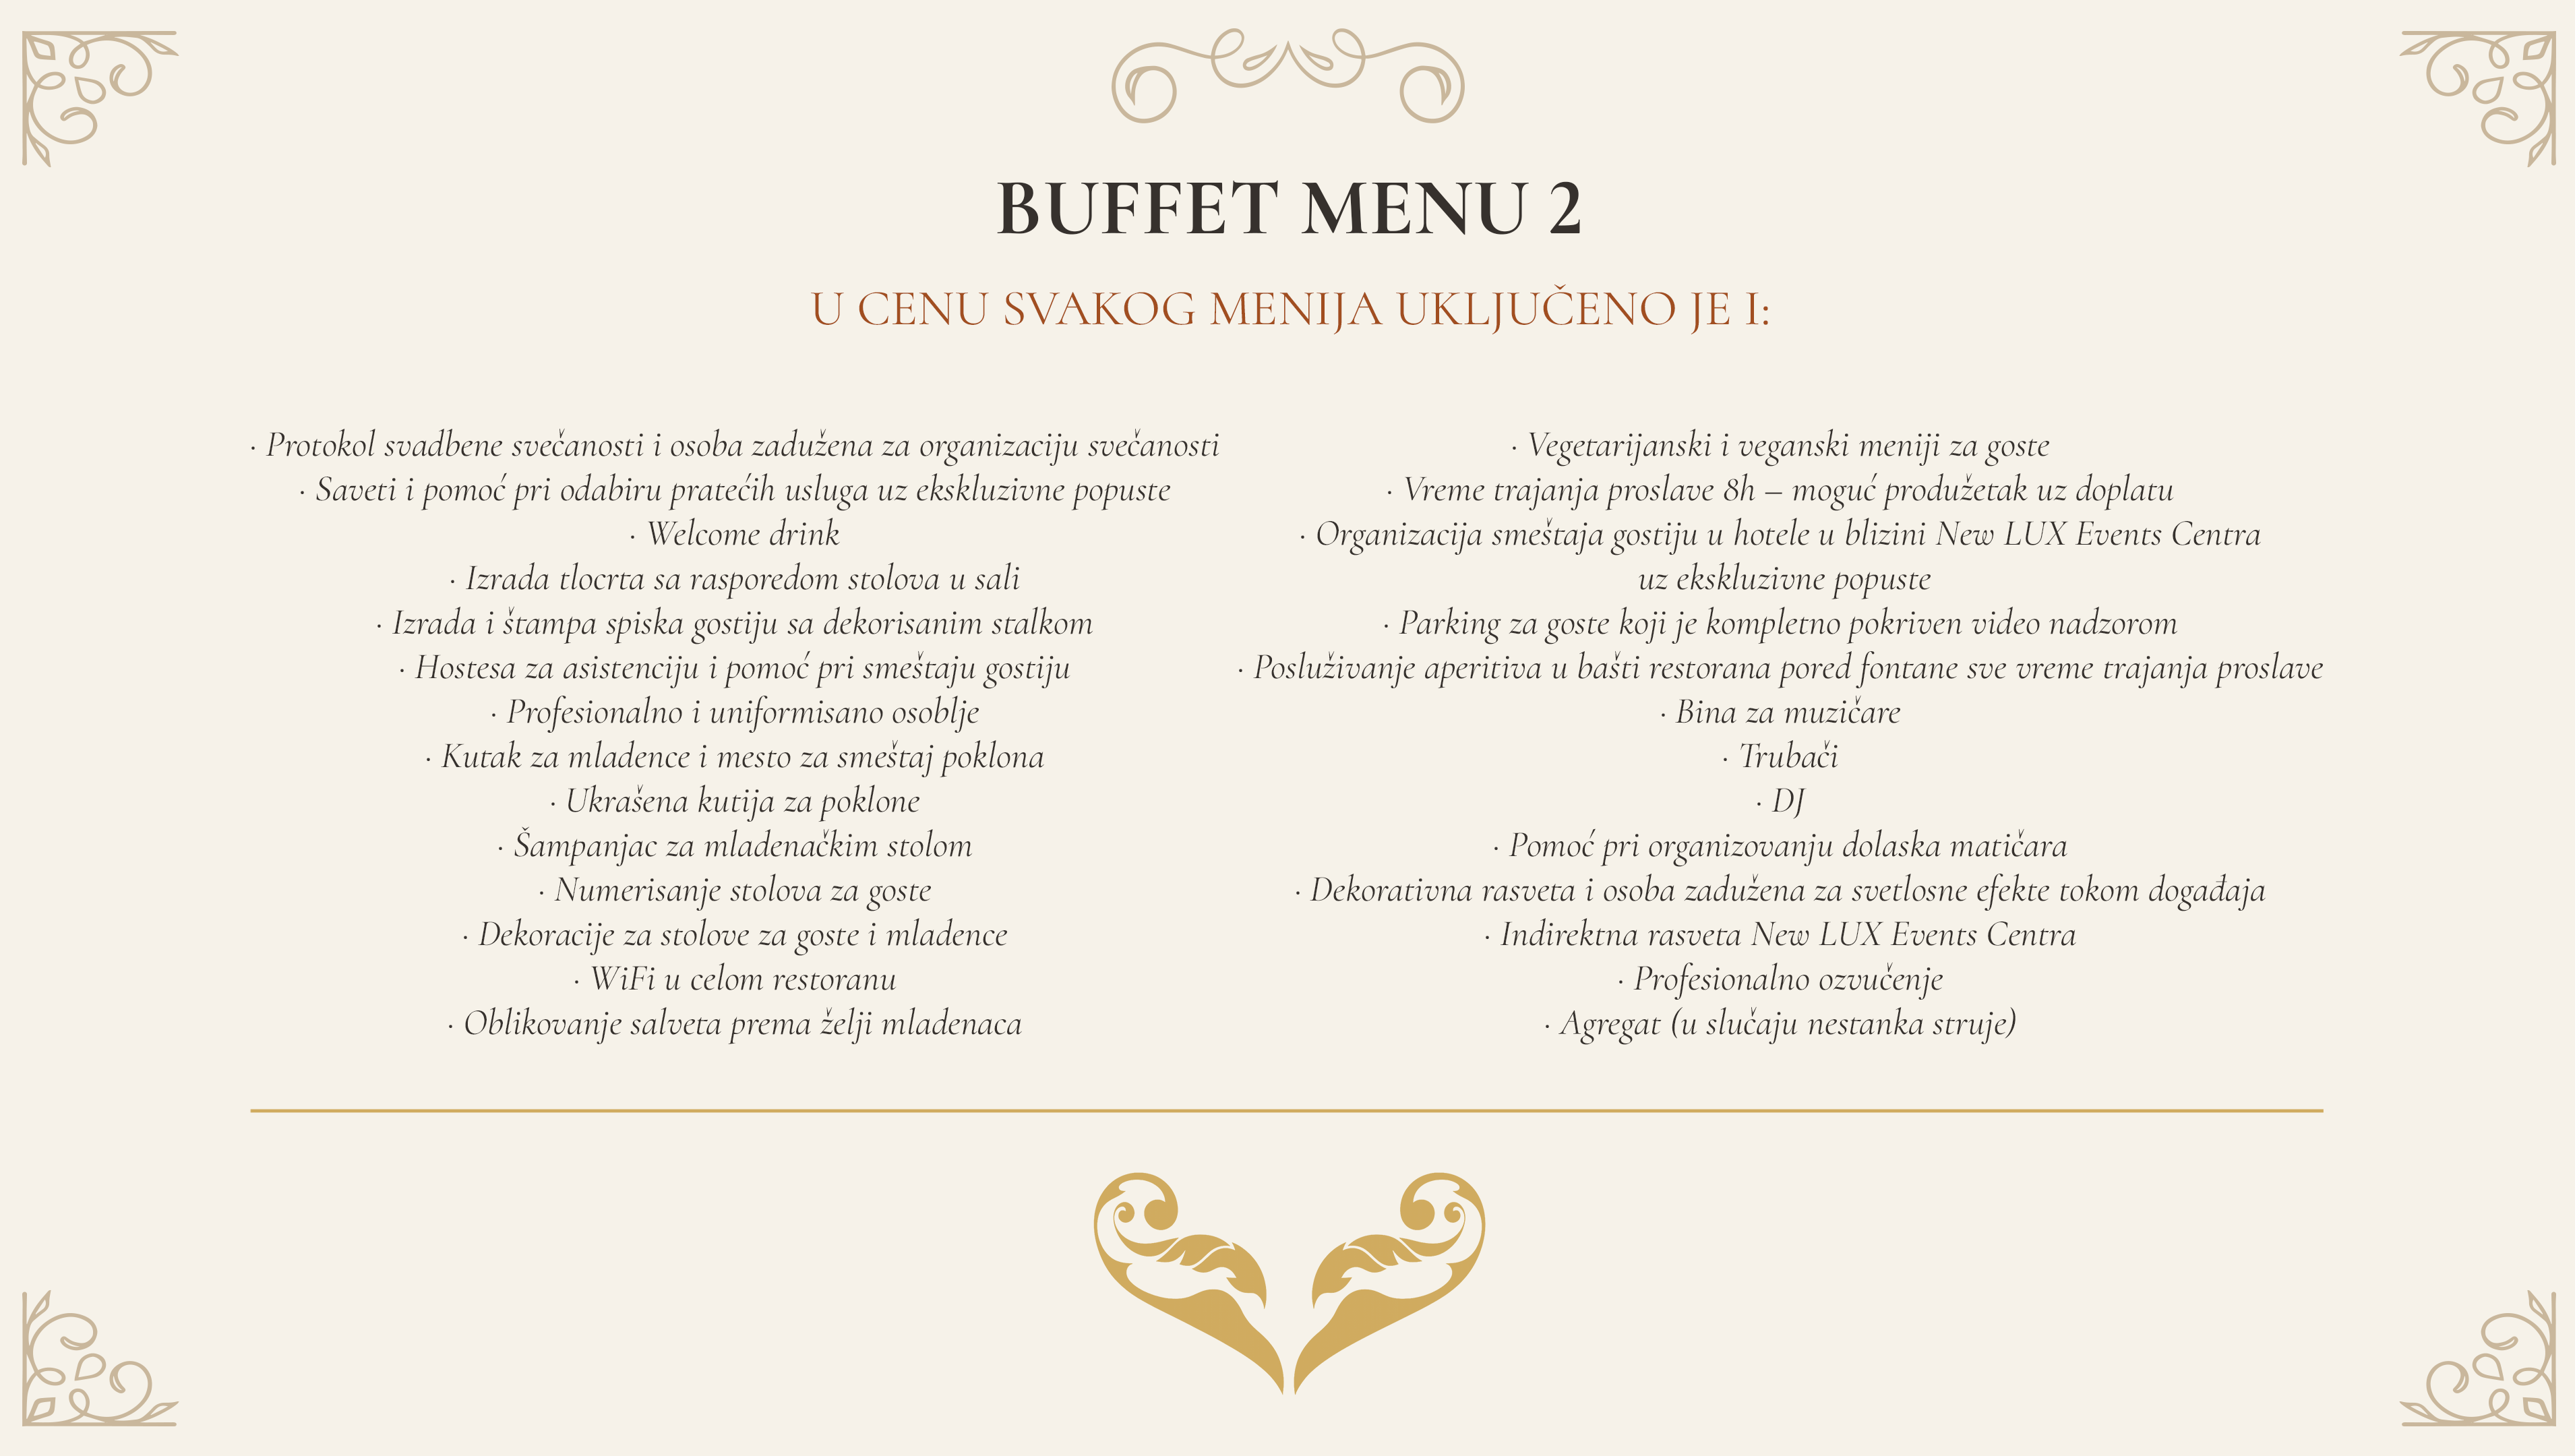 BUFFET MENU 2
U CENU SVAKOG MENIJA UKLJUČENO JE I:
· Protokol svadbene svečanosti i osoba zadužena za organizaciju svečanosti
· Saveti i pomoć pri odabiru pratećih usluga uz ekskluzivne popuste
· Welcome drink
· Izrada tlocrta sa rasporedom stolova u sali
· Izrada i štampa spiska gostiju sa dekorisanim stalkom
· Hostesa za asistenciju i pomoć pri smeštaju gostiju
· Profesionalno i uniformisano osoblje
· Kutak za mladence i mesto za smeštaj poklona
· Ukrašena kutija za poklone
· Šampanjac za mladenačkim stolom
· Numerisanje stolova za goste
· Dekoracije za stolove za goste i mladence
· WiFi u celom restoranu
· Oblikovanje salveta prema želji mladenaca
· Vegetarijanski i veganski meniji za goste
· Vreme trajanja proslave 8h – moguć produžetak uz doplatu
· Organizacija smeštaja gostiju u hotele u blizini New LUX Events Centra
uz ekskluzivne popuste
· Parking za goste koji je kompletno pokriven video nadzorom
· Posluživanje aperitiva u bašti restorana pored fontane sve vreme trajanja proslave
· Bina za muzičare
· Trubači
· DJ
· Pomoć pri organizovanju dolaska matičara
· Dekorativna rasveta i osoba zadužena za svetlosne efekte tokom događaja
· Indirektna rasveta New LUX Events Centra
· Profesionalno ozvučenje
· Agregat (u slučaju nestanka struje)